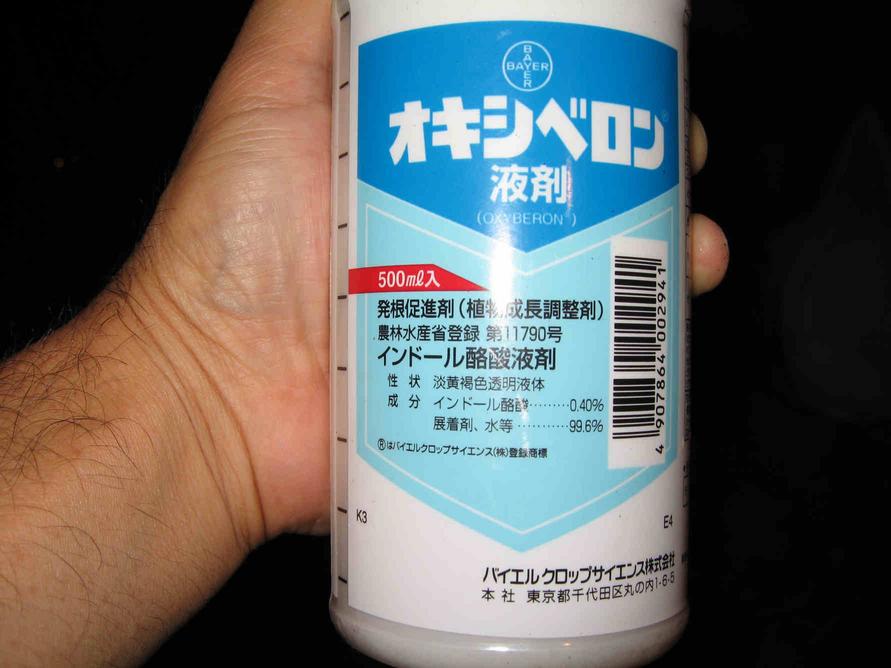 BAYER
BAYER
オキシベロン®
液剤
(OXYBERON®)
500mℓ入
発根促進剤(植物成長調整剤)
農林水産省登録 第11790号
インドール酪酸液剤
性 状 淡黄褐色透明液体
成 分 インドール酪酸………0.40%
展着剤、水等…………99.6%
®はバイエルクロップサイエンス(株)登録商標
4 907864 002941
K3
E4
バイエル クロップサイエンス株式会社
本 社 東京都千代田区丸の内1-6-5